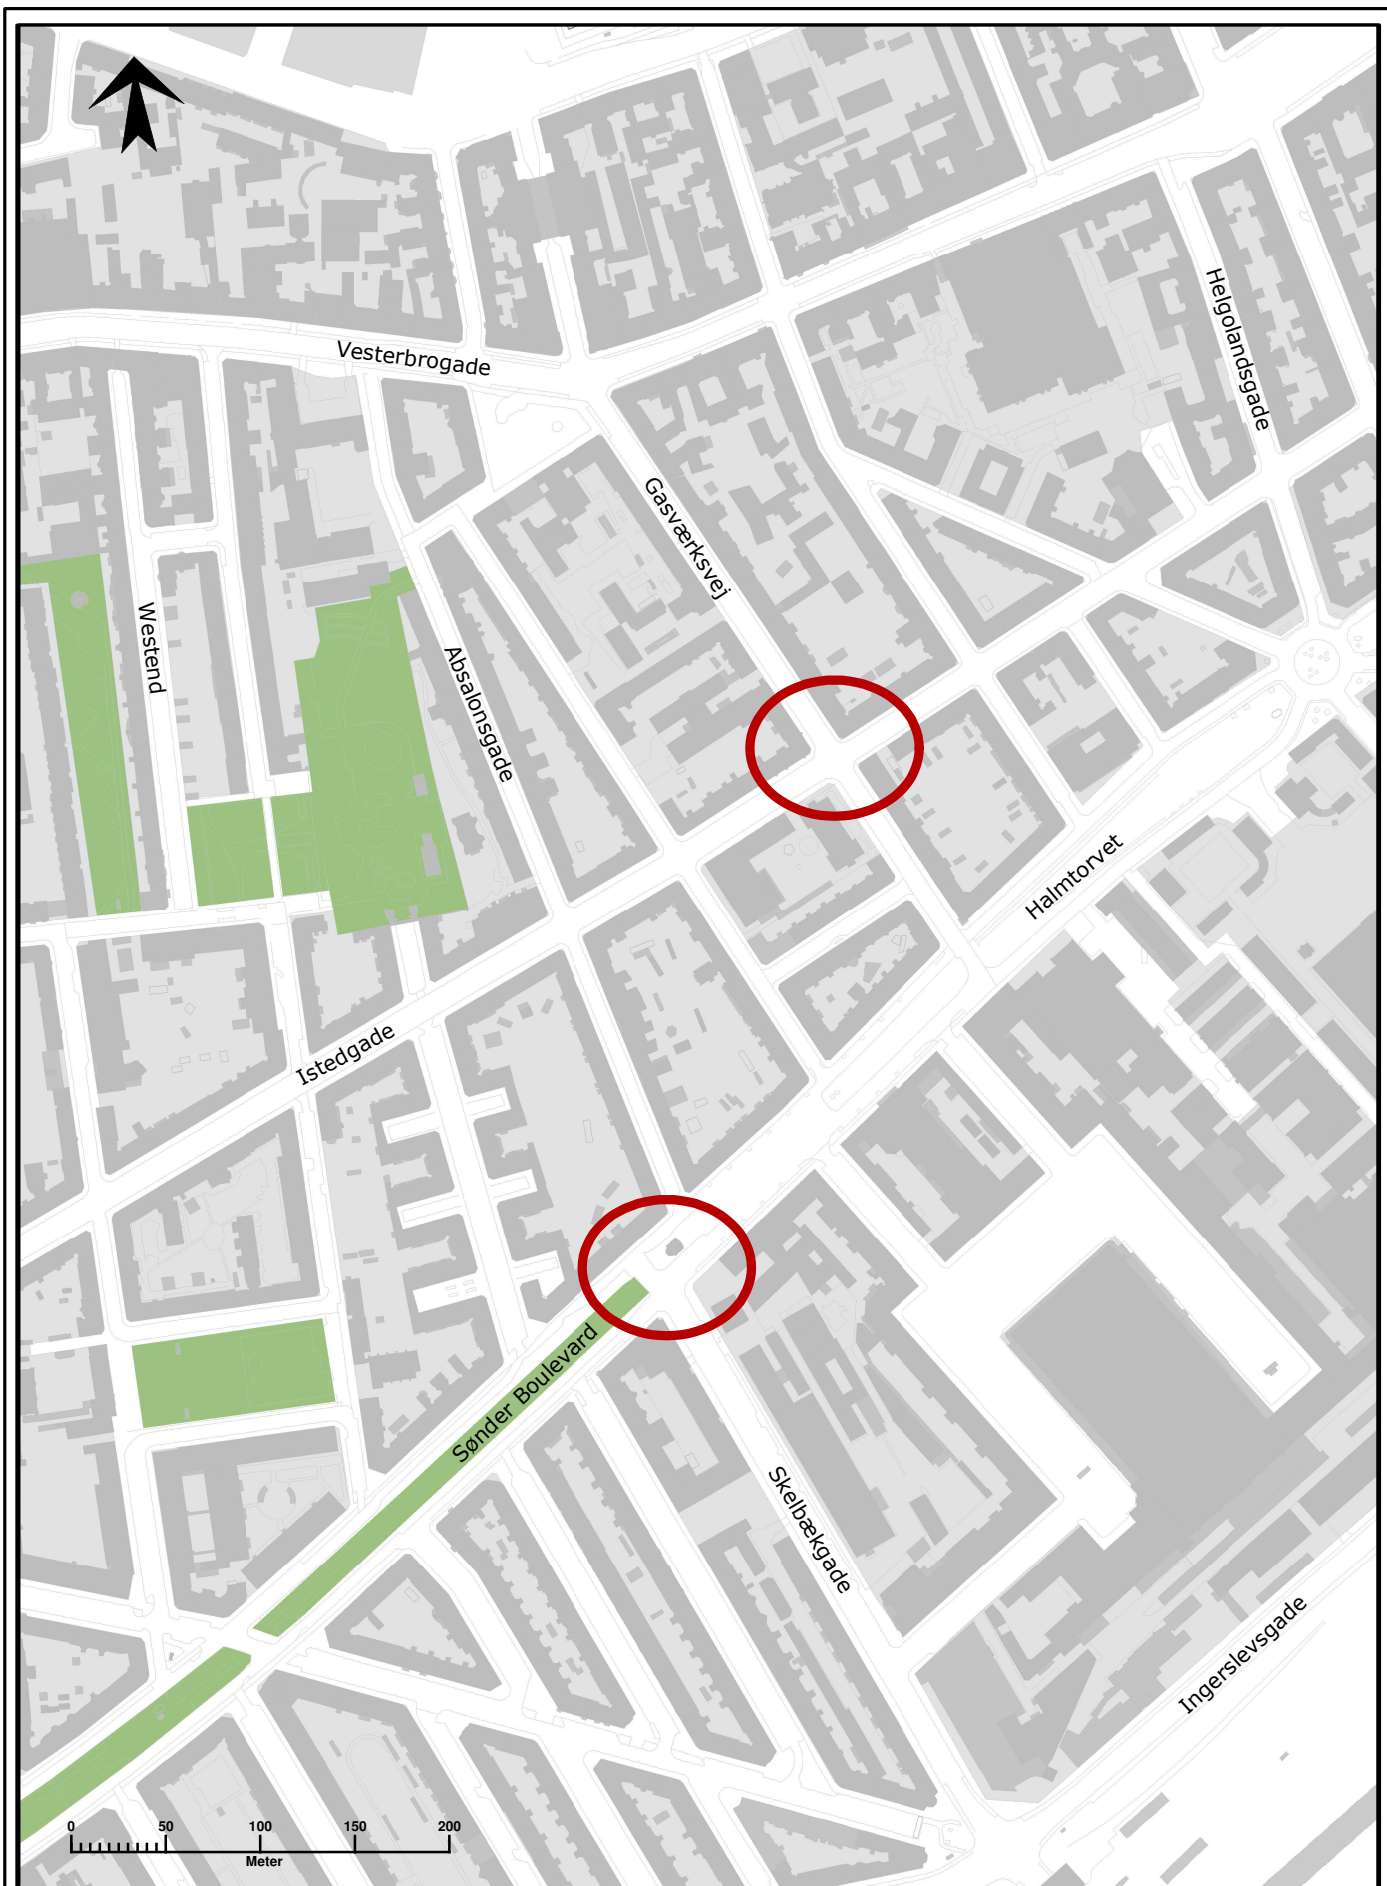 Vesterbrogade
Helgolandsgade
Gasværksvej
Westend
Absalonsgade
Halmtorvet
Istedgade
Sønder Boulevard
Skelbækgade
Ingerslevsgade
0 50 100 150 200
Meter